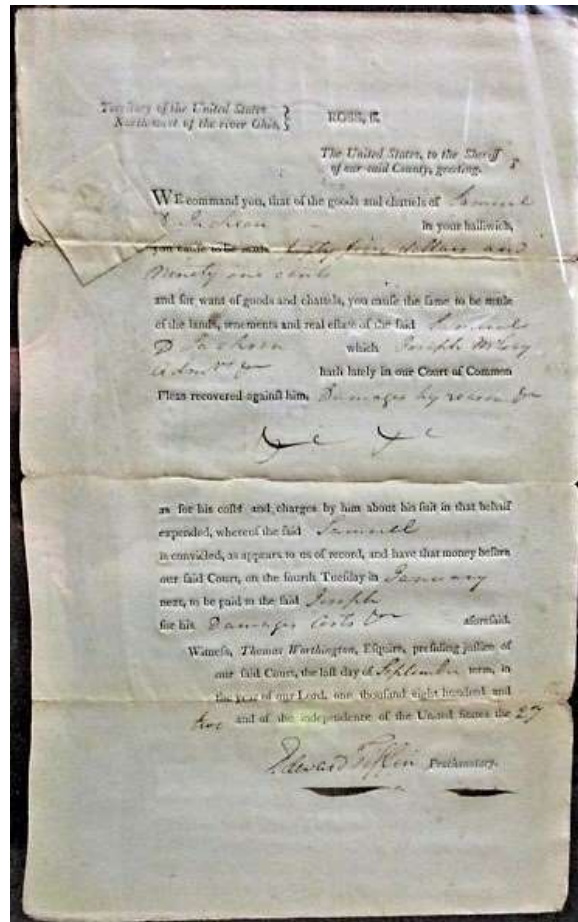 Territory of the United States
Northwest of the river Ohio,
ROSS, ſſ.
The United States, to the Sheriff
of our said County, greeting.
WE command you, that of the goods and chattels of Samuel
D Jackson in your bailiwick,
you cause to be made fifty five dollars and
ninety one cents
and for want of goods and chattels, you cause the same to be made
of the lands, tenements and real estate of the said Samuel
D Jackson which Joseph McCoy
Admr &c hath lately in our Court of Common
Pleas recovered against him, Damages by reason &c
&c &c
as for his costs and charges by him about his suit in that behalf
expended, whereof the said Samuel
is convicted, as appears to us of record, and have that money before
our said Court, on the fourth Tuesday in January
next, to be paid to the said Joseph
for his Damages Costs &c aforesaid.
Witness, Thomas Worthington, Esquire, presiding justice of
our said Court, the last day of September term, in
the year of our Lord, one thousand eight hundred and
two and of the independence of the United States the 27
Edward Tiffin Prothonotary.